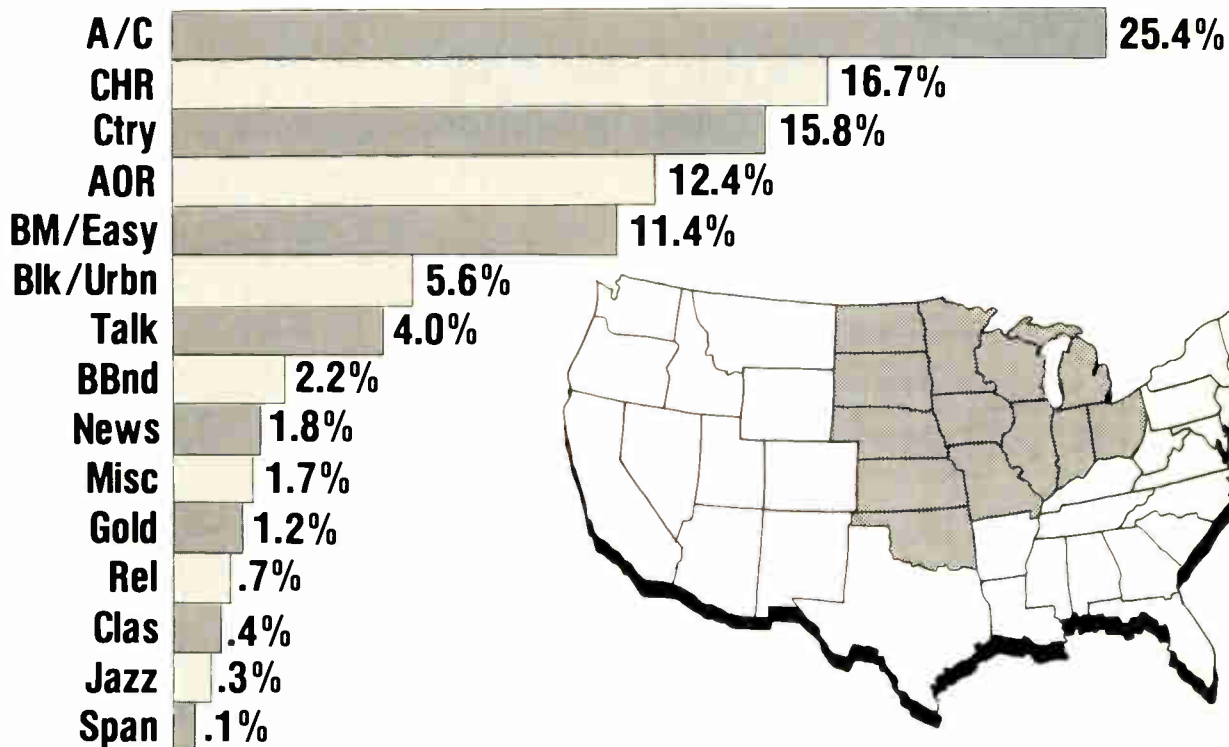 A/C 25.4%
CHR 16.7%
Ctry 15.8%
AOR 12.4%
BM/Easy 11.4%
Blk/Urbn 5.6%
Talk 4.0%
BBnd 2.2%
News 1.8%
Misc 1.7%
Gold 1.2%
Rel .7%
Clas .4%
Jazz .3%
Span .1%